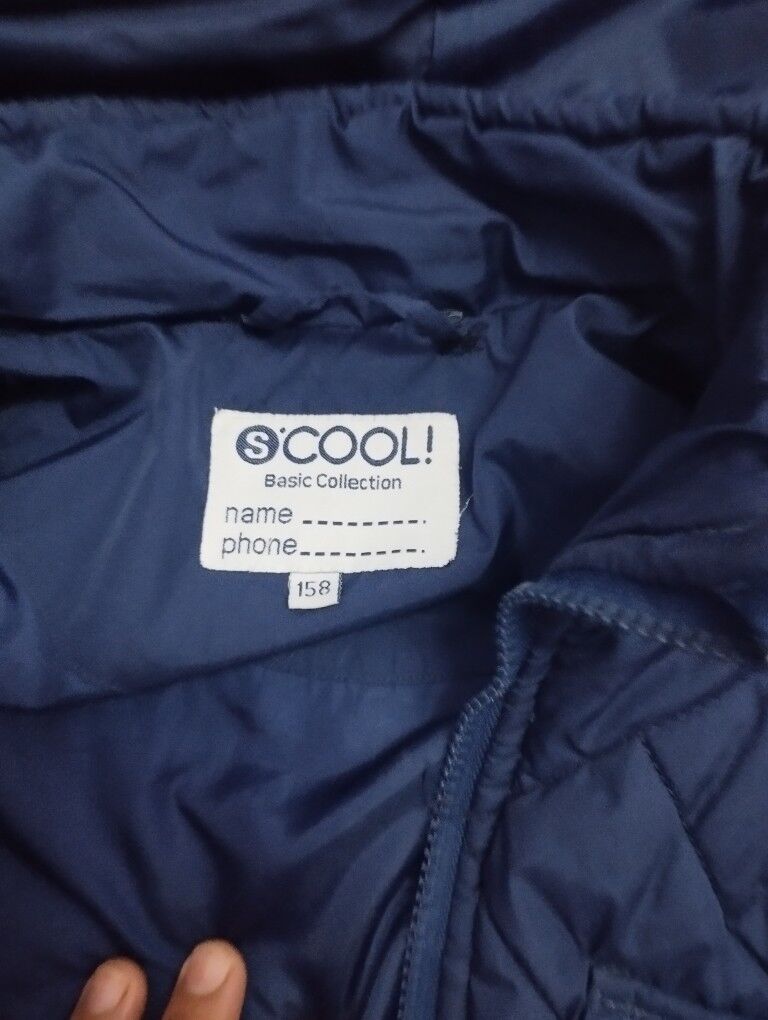 S'COOL!
Basic Collection
name _ _ _ _ _ _ _ _ .
phone _ _ _ _ _ _ _ _ .
158